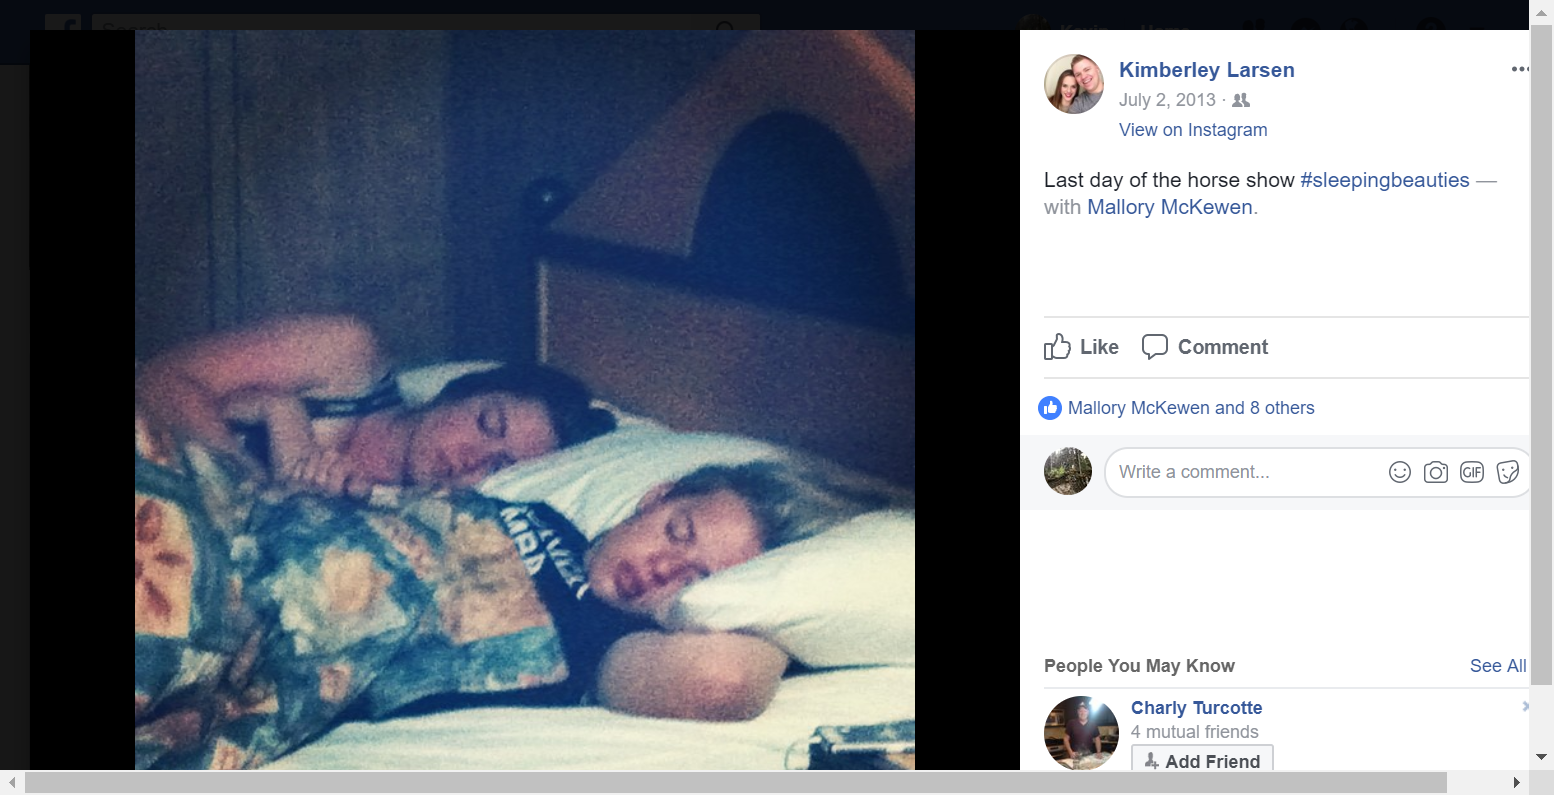 Search
Kimberley Larsen
July 2, 2013 ·
View on Instagram
Last day of the horse show #sleepingbeauties —
with Mallory McKewen.
Like Comment
Mallory McKewen and 8 others
Write a comment...
GIF
People You May Know
See All
Charly Turcotte
4 mutual friends
Add Friend